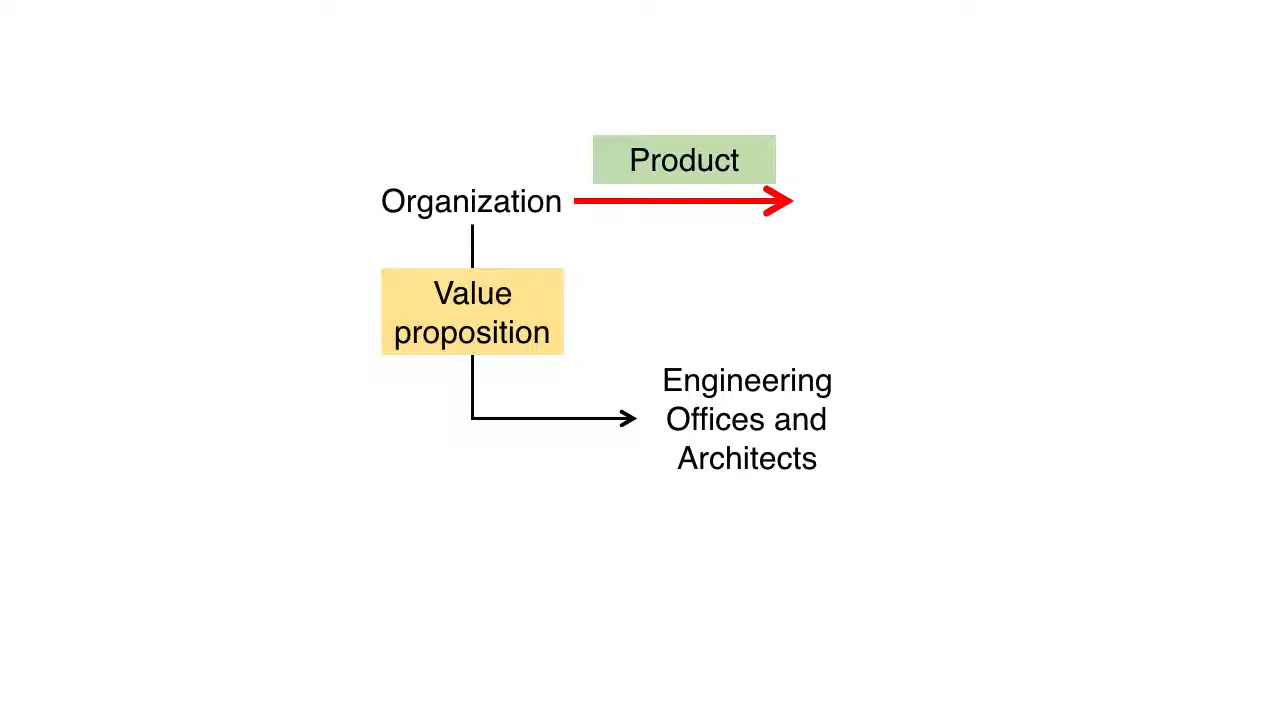 Product
Organization
Value
proposition
Engineering
Offices and
Architects